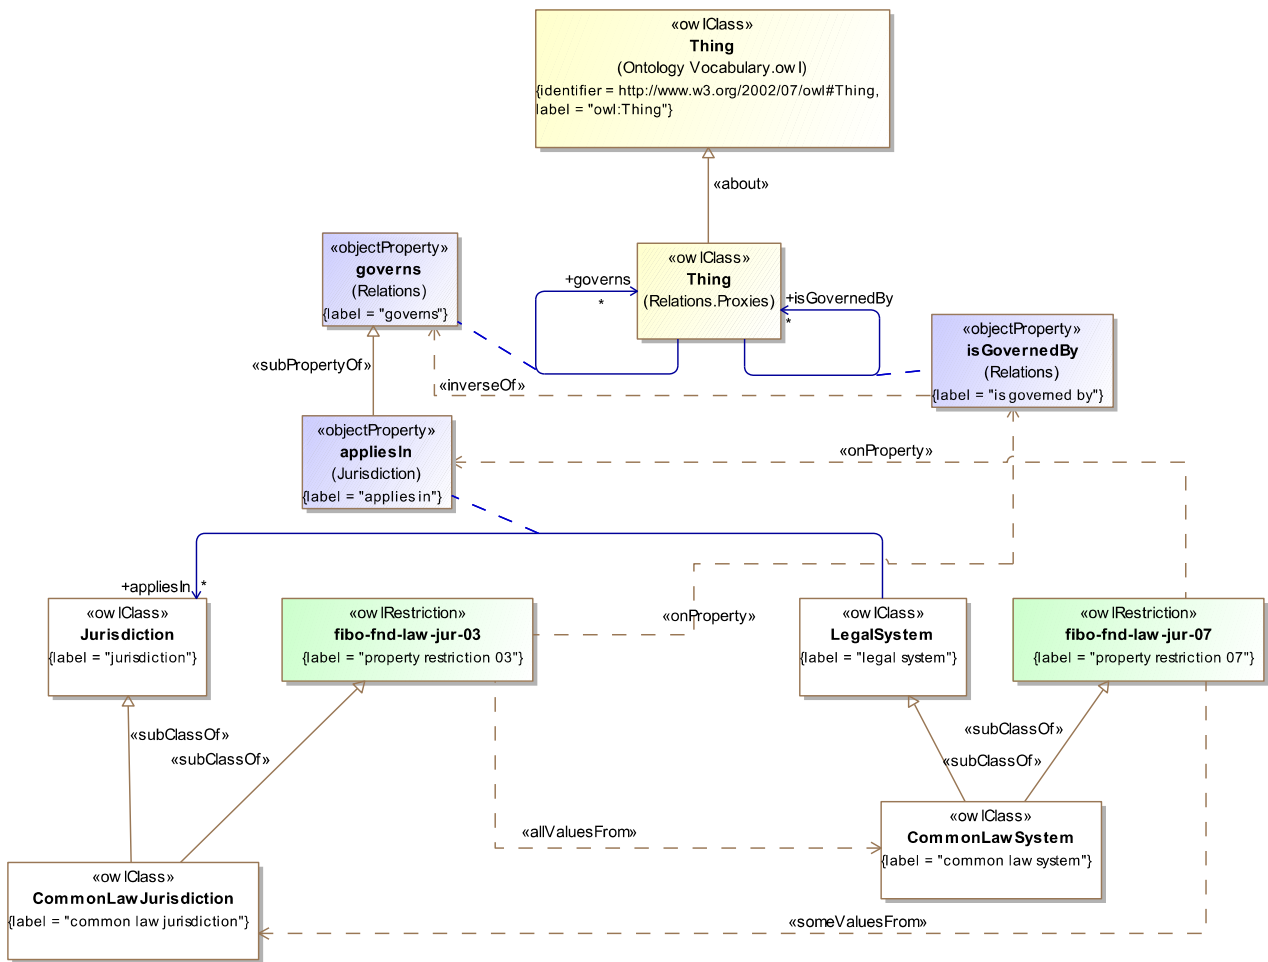 «owlClass»
Thing
(Ontology Vocabulary.owl)
{identifier = http://www.w3.org/2002/07/owl#Thing,
label = "owl:Thing"}
«about»
«objectProperty»
governs
(Relations)
{label = "governs"}
«owlClass»
Thing
(Relations.Proxies)
+governs
*
+isGovernedBy
*
«objectProperty»
isGovernedBy
(Relations)
{label = "is governed by"}
«subPropertyOf»
«inverseOf»
«objectProperty»
appliesIn
(Jurisdiction)
{label = "applies in"}
«onProperty»
+appliesIn
*
«owlClass»
Jurisdiction
{label = "jurisdiction"}
«owlRestriction»
fibo-fnd-law-jur-03
{label = "property restriction 03"}
«onProperty»
«owlClass»
LegalSystem
{label = "legal system"}
«owlRestriction»
fibo-fnd-law-jur-07
{label = "property restriction 07"}
«subClassOf»
«subClassOf»
«subClassOf»
«subClassOf»
«allValuesFrom»
«owlClass»
CommonLawSystem
{label = "common law system"}
«owlClass»
CommonLawJurisdiction
{label = "common law jurisdiction"}
«someValuesFrom»